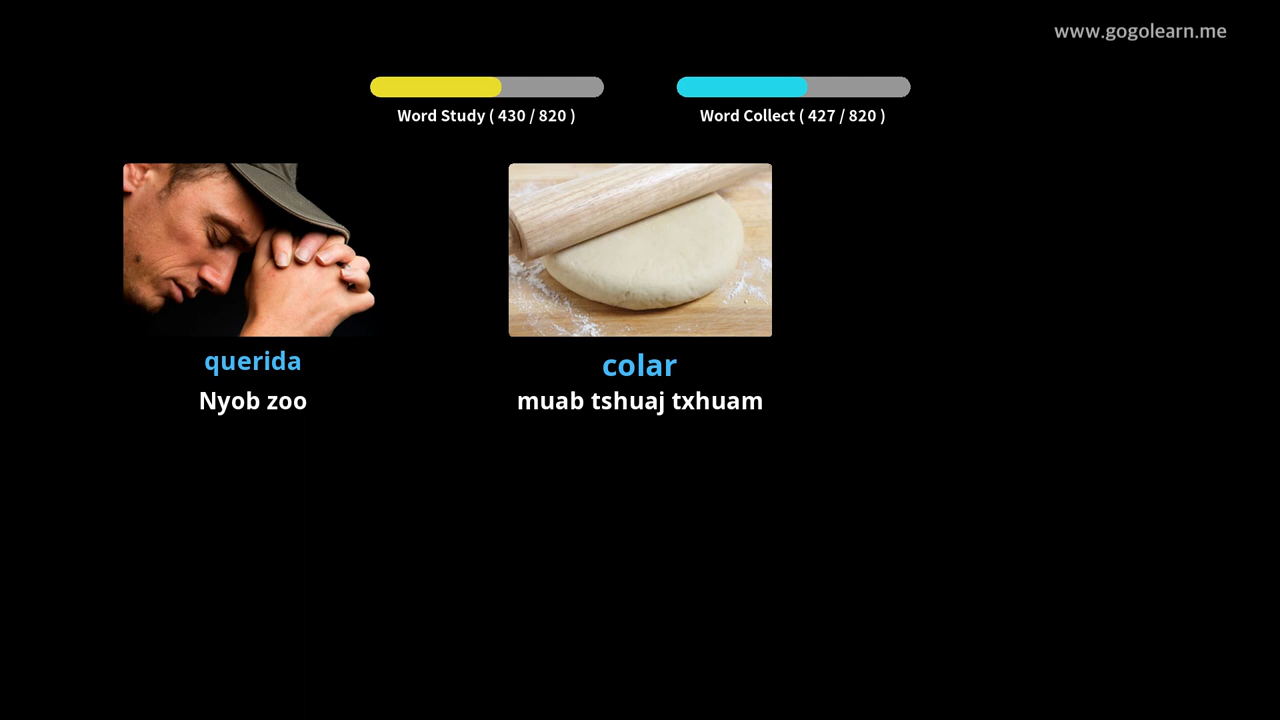 www.gogolearn.me
Word Study ( 430 / 820 )
Word Collect ( 427 / 820 )
querida
Nyob zoo
colar
muab tshuaj txhuam